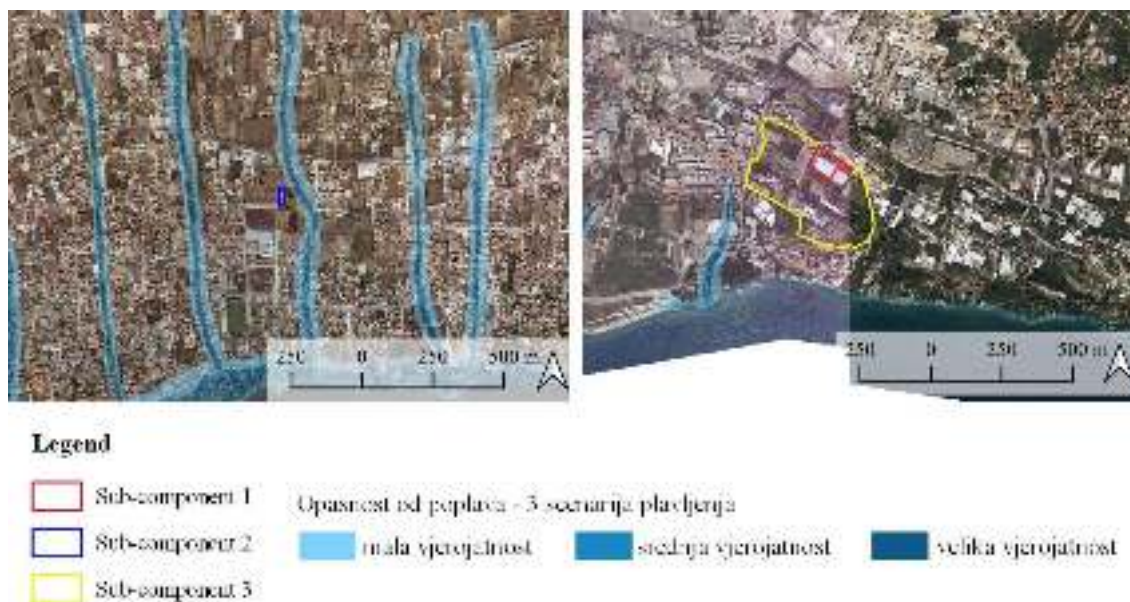 250 0 250 500 m
250 0 250 500 m
Legend
Sub-component 1
Sub-component 2
Sub-component 3
Opasnost od poplava - 3 scenarija plavljenja
mala vjerojatnost
srednja vjerojatnost
velika vjerojatnost